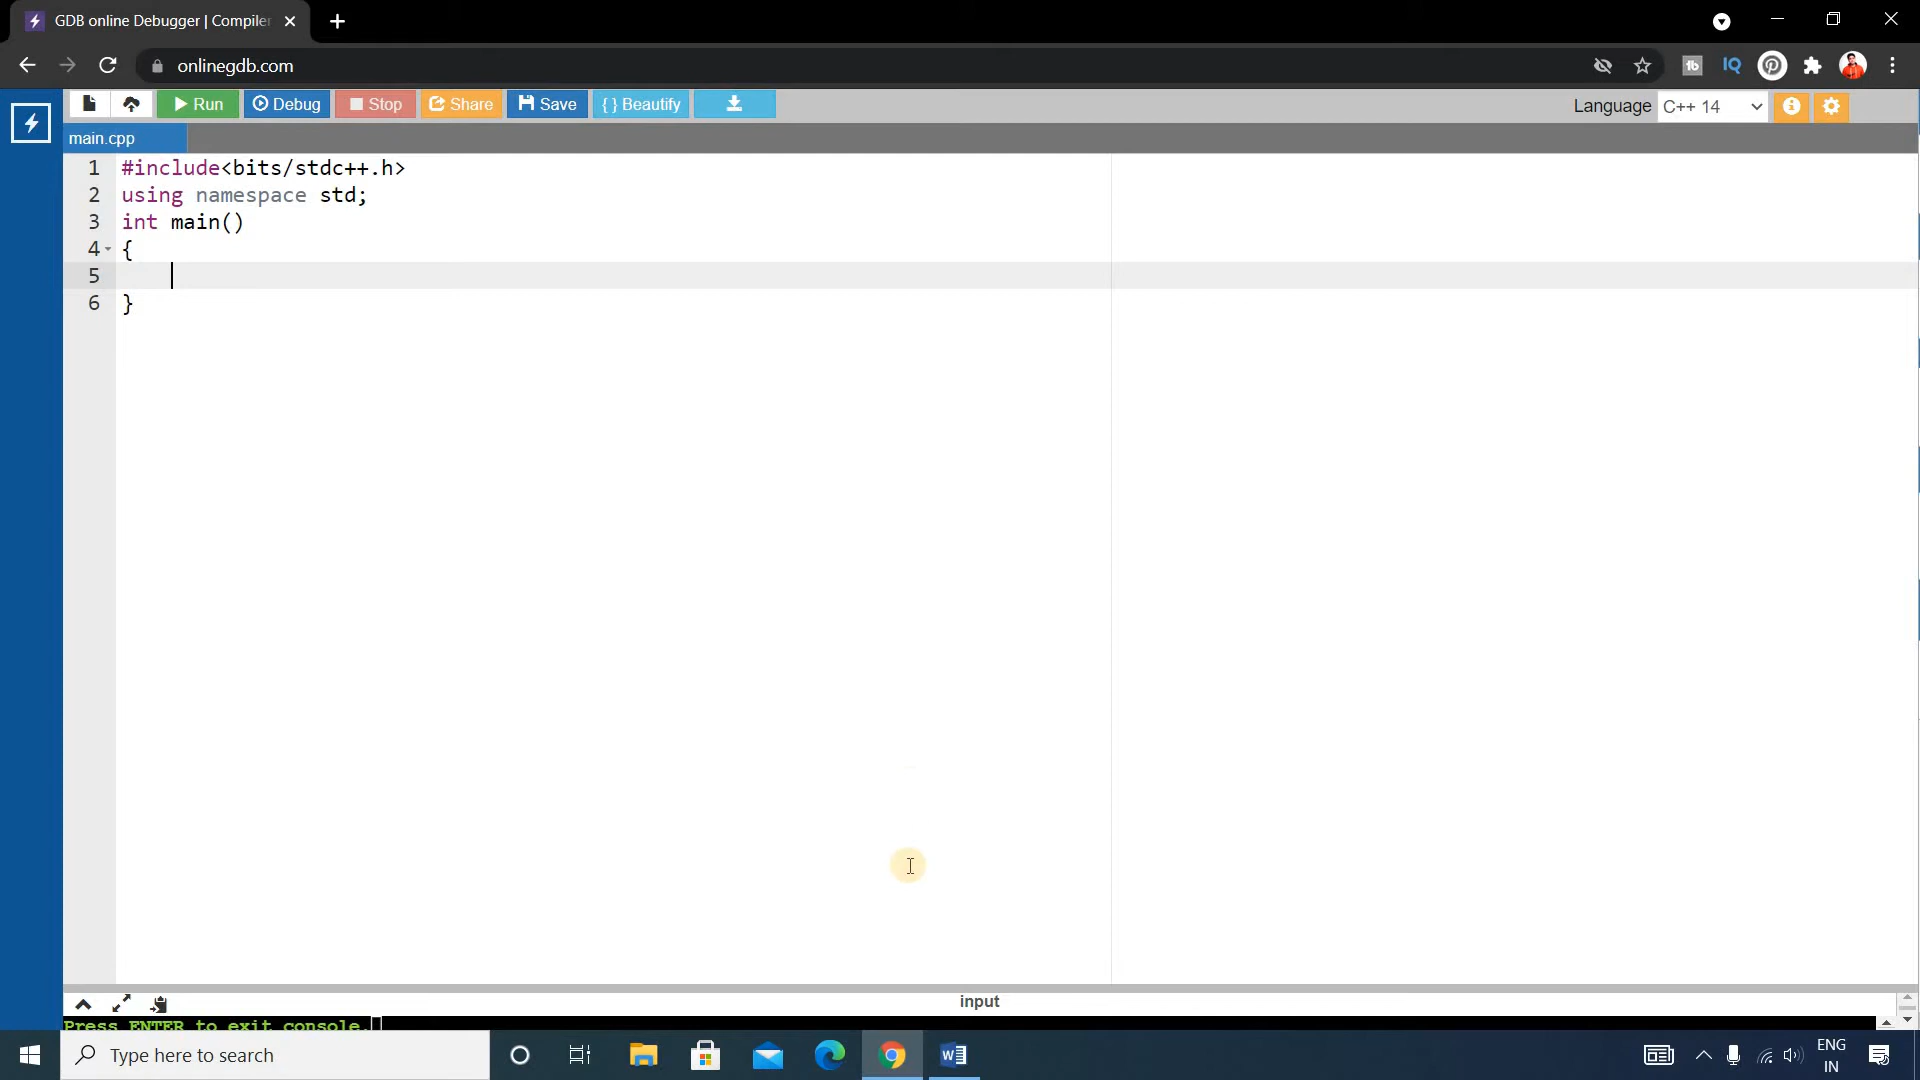 GDB online Debugger | Compiler
onlinegdb.com
IQ
Run Debug Stop Share Save { } Beautify
Language C++ 14
main.cpp
1 #include<bits/stdc++.h>
2 using namespace std;
3 int main()
4 {
5
6 }
input
Press ENTER to exit console.
Type here to search
ENG
IN